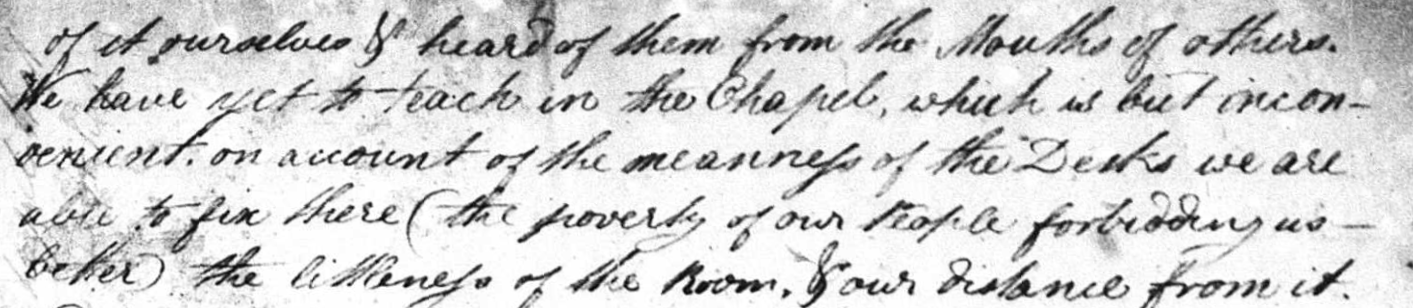 of it ourselves & heard of them from the Mouths of others.
We have yet to teach in the Chapel, which is but incon-
venient. on account of the meanness of the Desks we are
able to fix there (the poverty of our People forbidding us
better) the littleness of the Room, & our distance from it